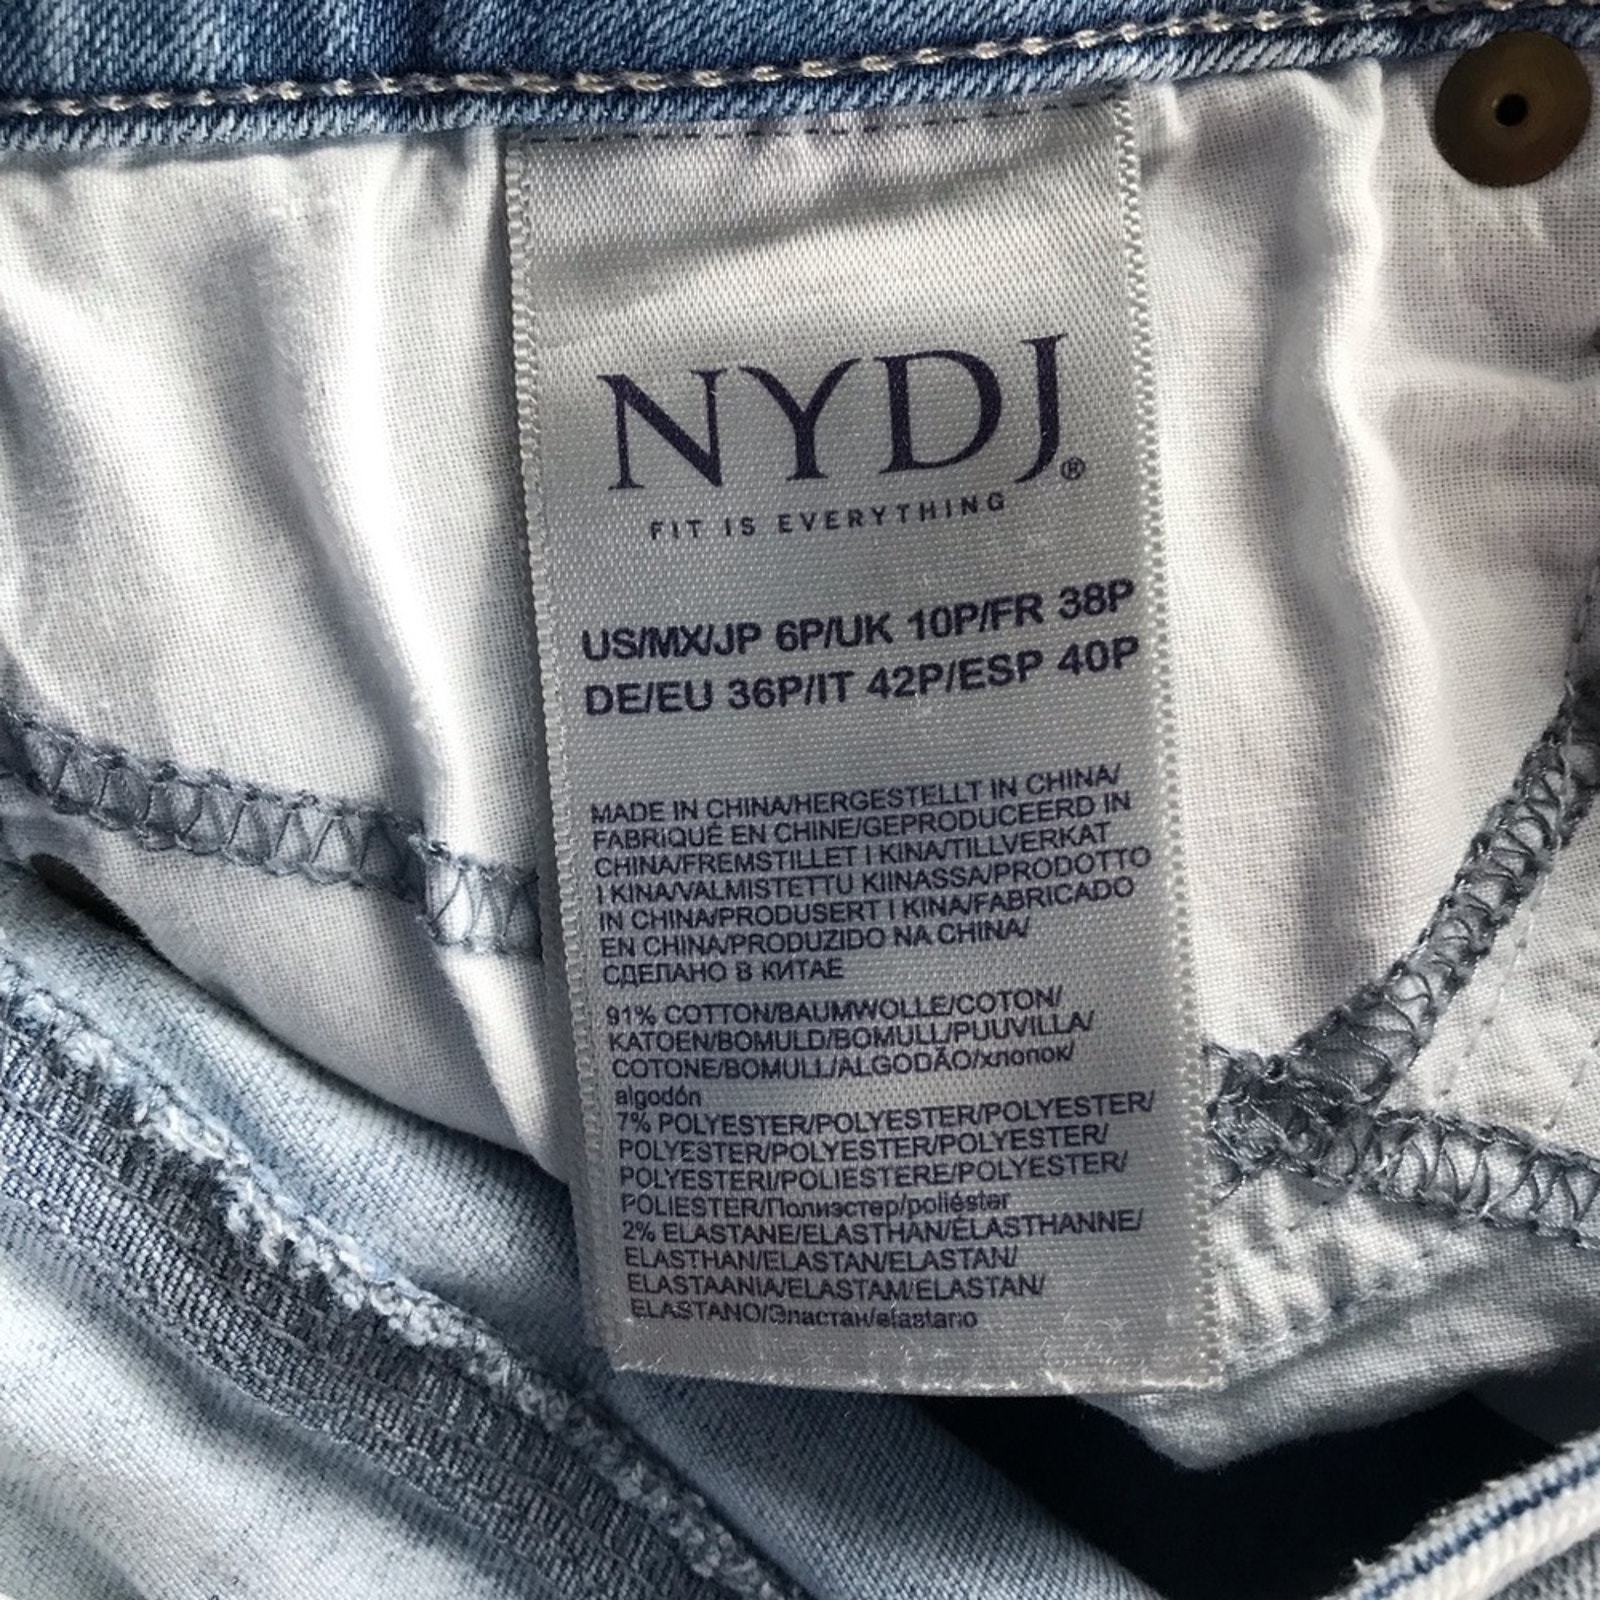 NYDJ®
FIT IS EVERYTHING
US/MX/JP 6P/UK 10P/FR 38P
DE/EU 36P/IT 42P/ESP 40P
MADE IN CHINA/HERGESTELLT IN CHINA/
FABRIQUÉ EN CHINE/GEPRODUCEERD IN
CHINA/FREMSTILLET I KINA/TILLVERKAT
I KINA/VALMISTETTU KIINASSA/PRODOTTO
IN CHINA/PRODUSERT I KINA/FABRICADO
EN CHINA/PRODUZIDO NA CHINA/
СДЕЛАНО В КИТАЕ
91% COTTON/BAUMWOLLE/COTON/
KATOEN/BOMULD/BOMULL/PUUVILLA/
COTONE/BOMULL/ALGODÃO/хлопок/
algodón
7% POLYESTER/POLYESTER/POLYESTER/
POLYESTER/POLYESTER/POLYESTER/
POLYESTERI/POLIESTERE/POLYESTER/
POLIESTER/Полиэстер/poliéster
2% ELASTANE/ELASTHAN/ÉLASTHANNE/
ELASTHAN/ELASTAN/ELASTAN/
ELASTAANIA/ELASTAM/ELASTAN/
ELASTANO/Эластан/elastano